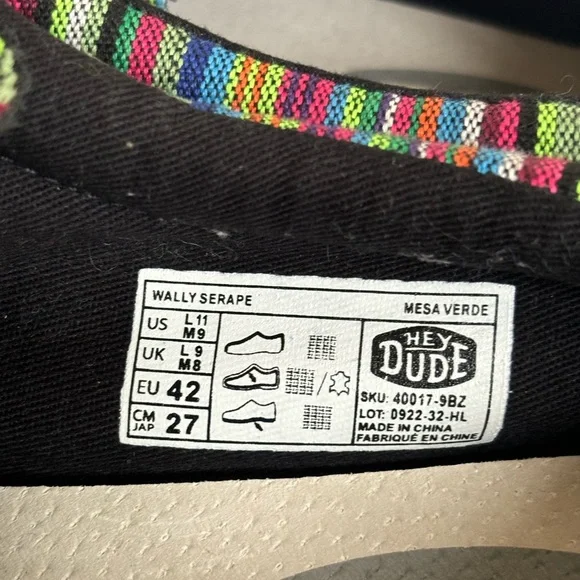 WALLY SERAPE
MESA VERDE
US L 11 M 9
UK L 9 M 8
EU 42
CM JAP 27
HEY DUDE
SKU: 40017-9BZ
LOT: 0922-32-HL
MADE IN CHINA
FABRIQUÉ EN CHINE